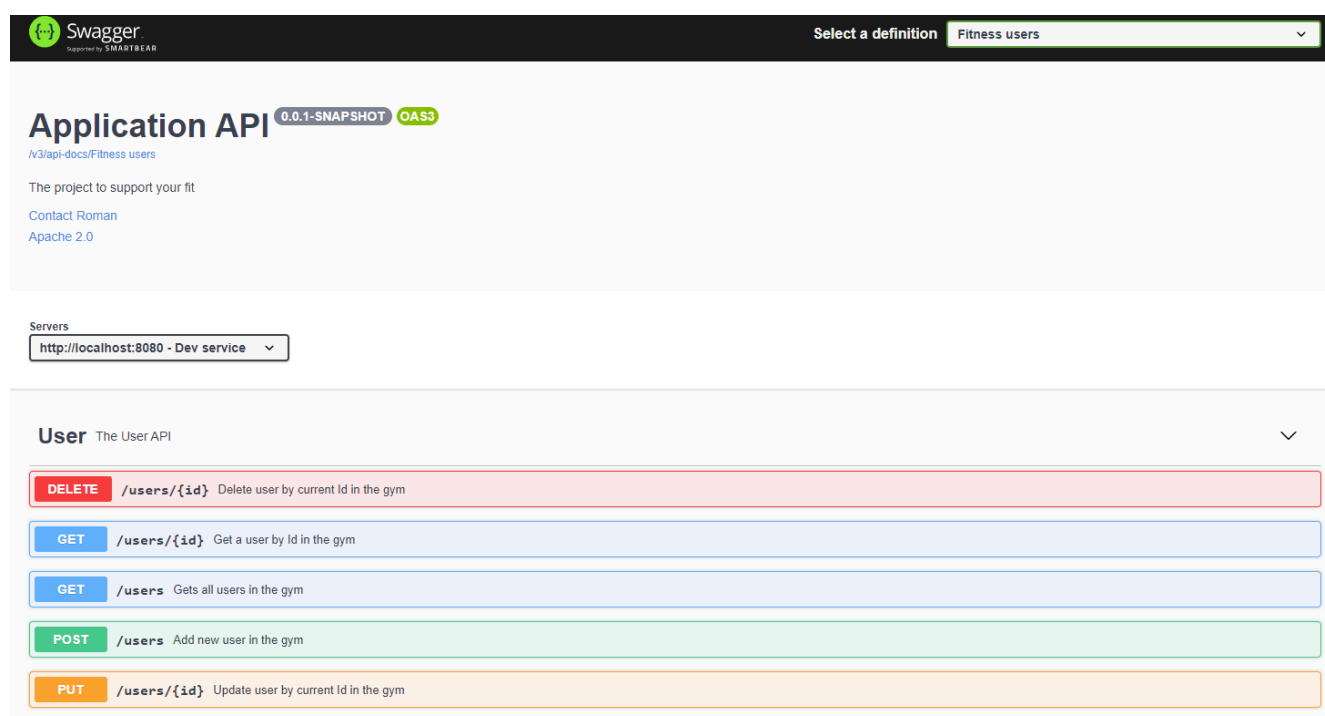 {...} Swagger.
Supported by SMARTBEAR
Select a definition Fitness users
Application API 0.0.1-SNAPSHOT OAS3
/v3/api-docs/Fitness users
The project to support your fit
Contact Roman
Apache 2.0
Servers
http://localhost:8080 - Dev service
User The User API
DELETE /users/{id} Delete user by current Id in the gym
GET /users/{id} Get a user by Id in the gym
GET /users Gets all users in the gym
POST /users Add new user in the gym
PUT /users/{id} Update user by current Id in the gym